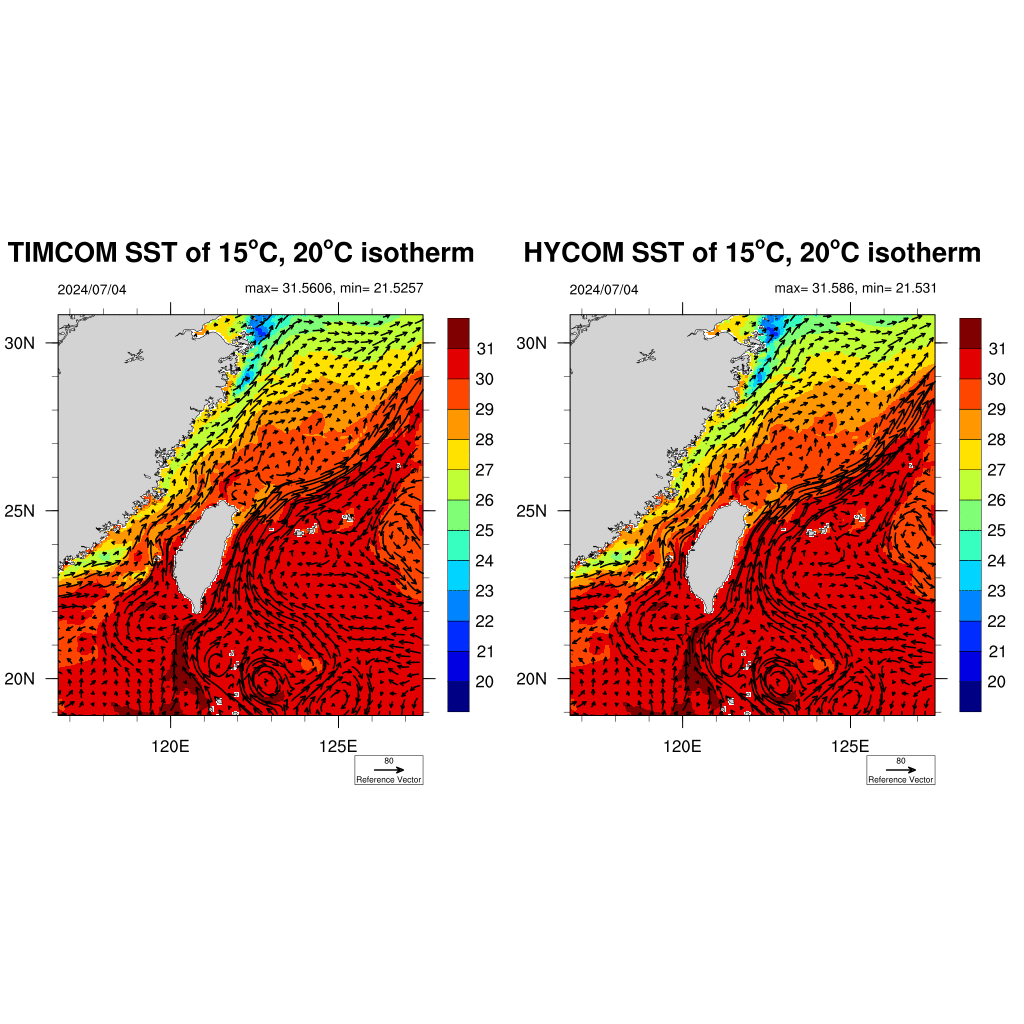 TIMCOM SST of 15°C, 20°C isotherm
2024/07/04
max= 31.5606, min= 21.5257
30N
25N
20N
120E
125E
31
30
29
28
27
26
25
24
23
22
21
20
80
Reference Vector
HYCOM SST of 15°C, 20°C isotherm
2024/07/04
max= 31.586, min= 21.531
30N
25N
20N
120E
125E
31
30
29
28
27
26
25
24
23
22
21
20
80
Reference Vector